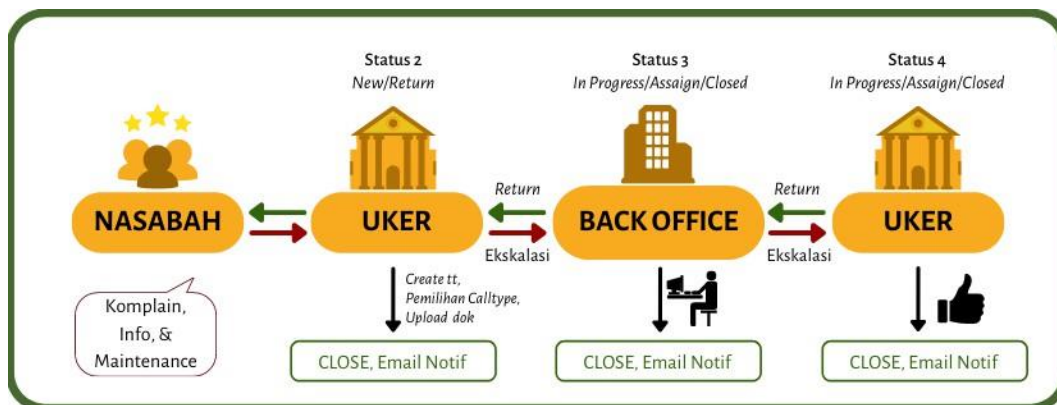 Status 2
New/Return
Status 3
In Progress/Assaign/Closed
Status 4
In Progress/Assaign/Closed
NASABAH
UKER
Return
Ekskalasi
BACK OFFICE
Return
Ekskalasi
UKER
Komplain,
Info, &
Maintenance
Create tt,
Pemilihan Calltype,
Upload dok
CLOSE, Email Notif
CLOSE, Email Notif
CLOSE, Email Notif